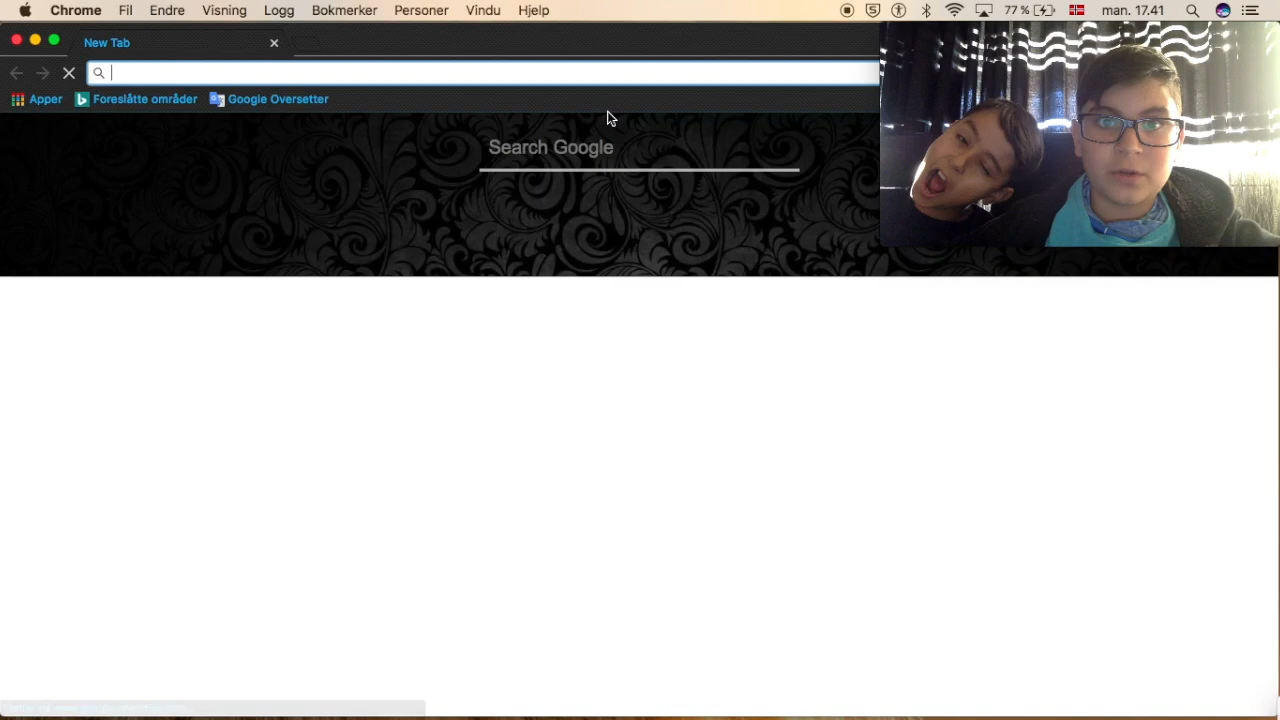 Chrome Fil Endre Visning Logg Bokmerker Personer Vindu Hjelp 77 % man. 17.41
New Tab
Apper Foreslåtte områder Google Oversetter
Search Google